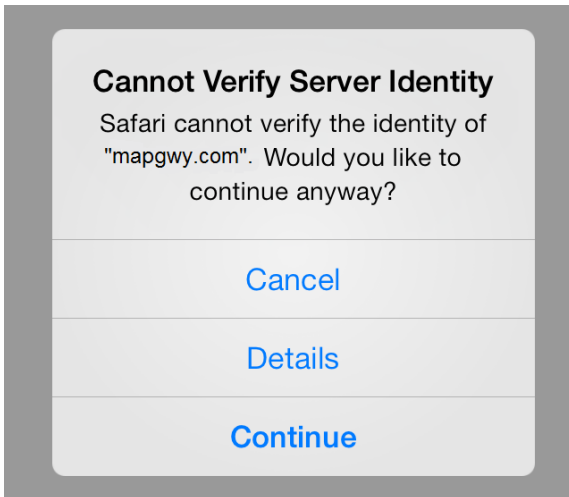 Cannot Verify Server Identity
Safari cannot verify the identity of
"mapgwy.com". Would you like to
continue anyway?
Cancel
Details
Continue